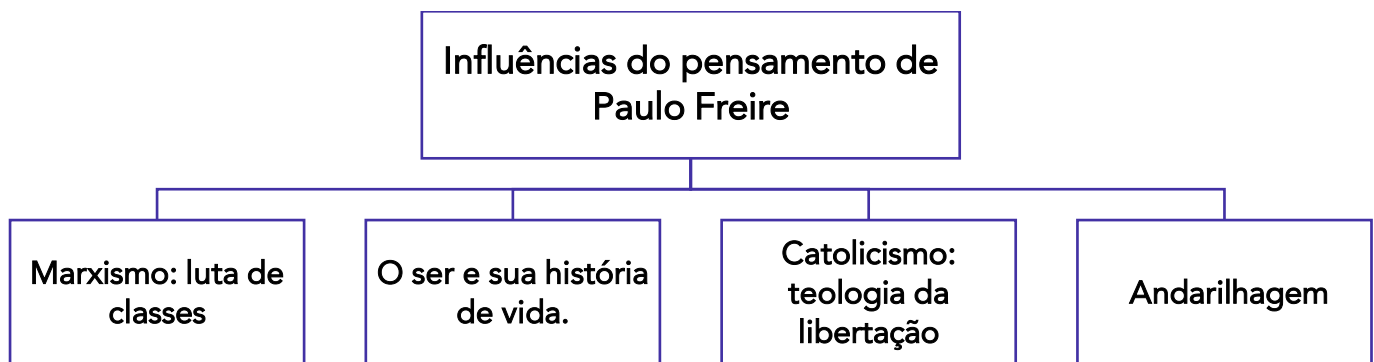 Influências do pensamento de
Paulo Freire
Marxismo: luta de
classes
O ser e sua história
de vida.
Catolicismo:
teologia da
libertação
Andarilhagem